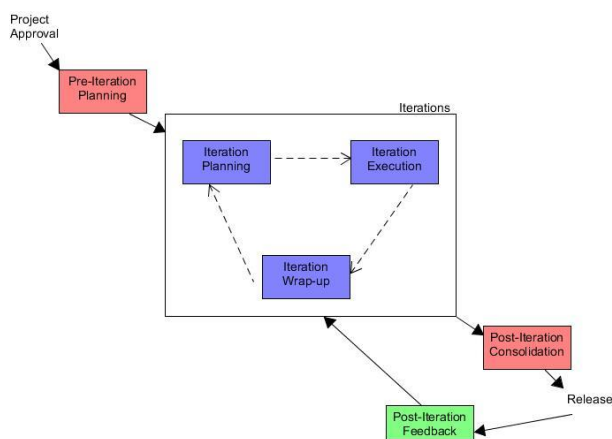 Project
Approval
Pre-Iteration
Planning
Iterations
Iteration
Planning
Iteration
Execution
Iteration
Wrap-up
Post-Iteration
Consolidation
Release
Post-Iteration
Feedback